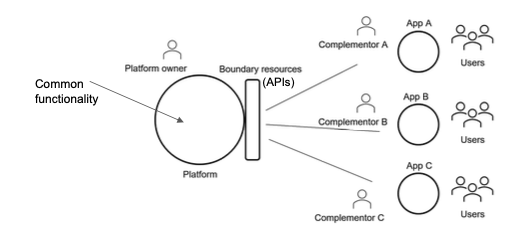 App A
Complementor A
Users
Platform owner
Boundary resources
(APIs)
Common
functionality
App B
Complementor B
Users
Platform
App C
Complementor C
Users